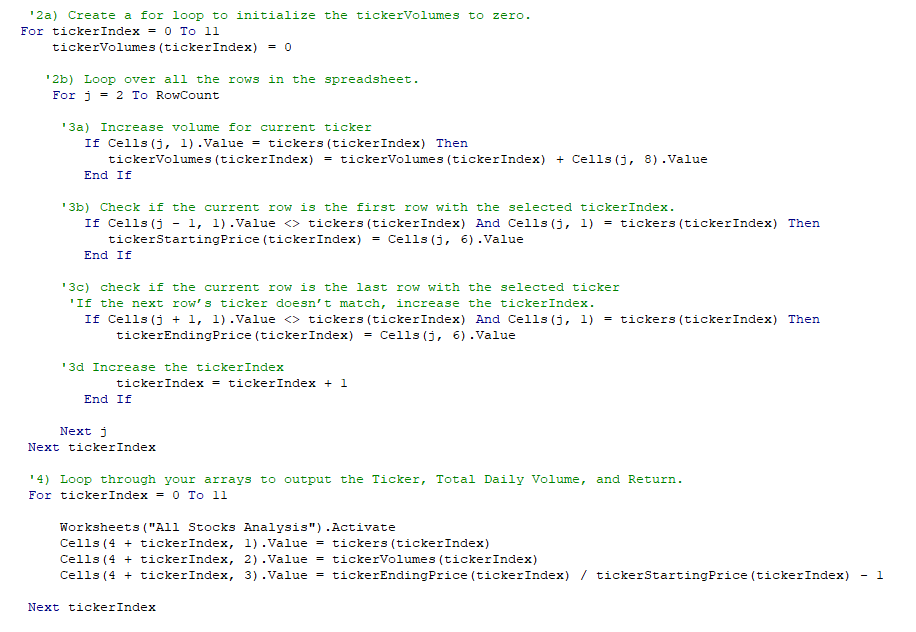 '2a) Create a for loop to initialize the tickerVolumes to zero.
For tickerIndex = 0 To 11
tickerVolumes(tickerIndex) = 0
'2b) Loop over all the rows in the spreadsheet.
For j = 2 To RowCount
'3a) Increase volume for current ticker
If Cells(j, 1).Value = tickers(tickerIndex) Then
tickerVolumes(tickerIndex) = tickerVolumes(tickerIndex) + Cells(j, 8).Value
End If
'3b) Check if the current row is the first row with the selected tickerIndex.
If Cells(j - 1, 1).Value <> tickers(tickerIndex) And Cells(j, 1) = tickers(tickerIndex) Then
tickerStartingPrice(tickerIndex) = Cells(j, 6).Value
End If
'3c) check if the current row is the last row with the selected ticker
'If the next row's ticker doesn't match, increase the tickerIndex.
If Cells(j + 1, 1).Value <> tickers(tickerIndex) And Cells(j, 1) = tickers(tickerIndex) Then
tickerEndingPrice(tickerIndex) = Cells(j, 6).Value
'3d Increase the tickerIndex
tickerIndex = tickerIndex + 1
End If
Next j
Next tickerIndex
'4) Loop through your arrays to output the Ticker, Total Daily Volume, and Return.
For tickerIndex = 0 To 11
Worksheets("All Stocks Analysis").Activate
Cells(4 + tickerIndex, 1).Value = tickers(tickerIndex)
Cells(4 + tickerIndex, 2).Value = tickerVolumes(tickerIndex)
Cells(4 + tickerIndex, 3).Value = tickerEndingPrice(tickerIndex) / tickerStartingPrice(tickerIndex) - 1
Next tickerIndex